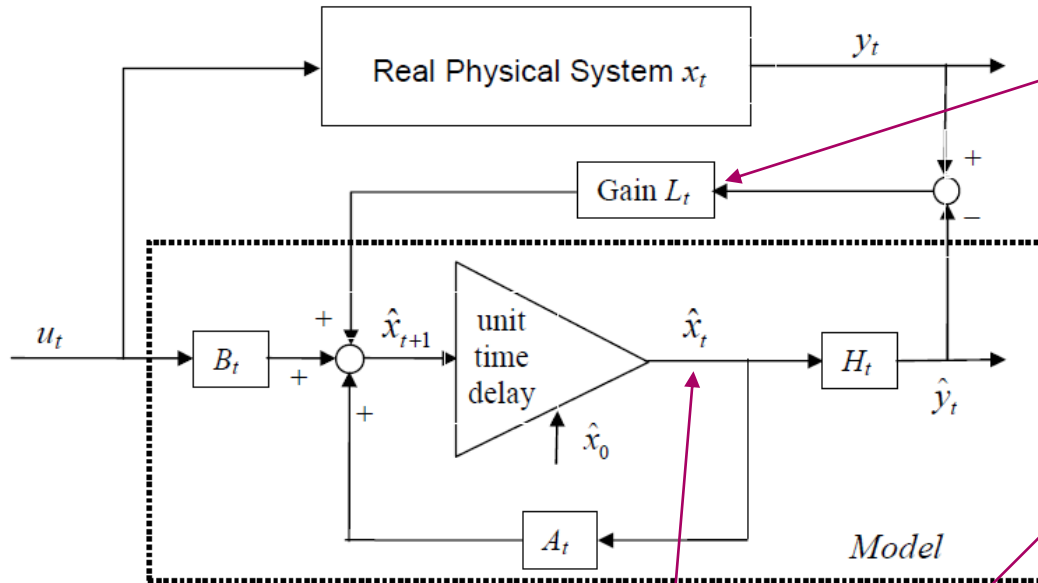 y_t
Real Physical System x_t
+
Gain L_t
−
u_t
B_t
+
+
+
x̂_{t+1}
unit
time
delay
x̂_t
H_t
ŷ_t
x̂_0
A_t
Model